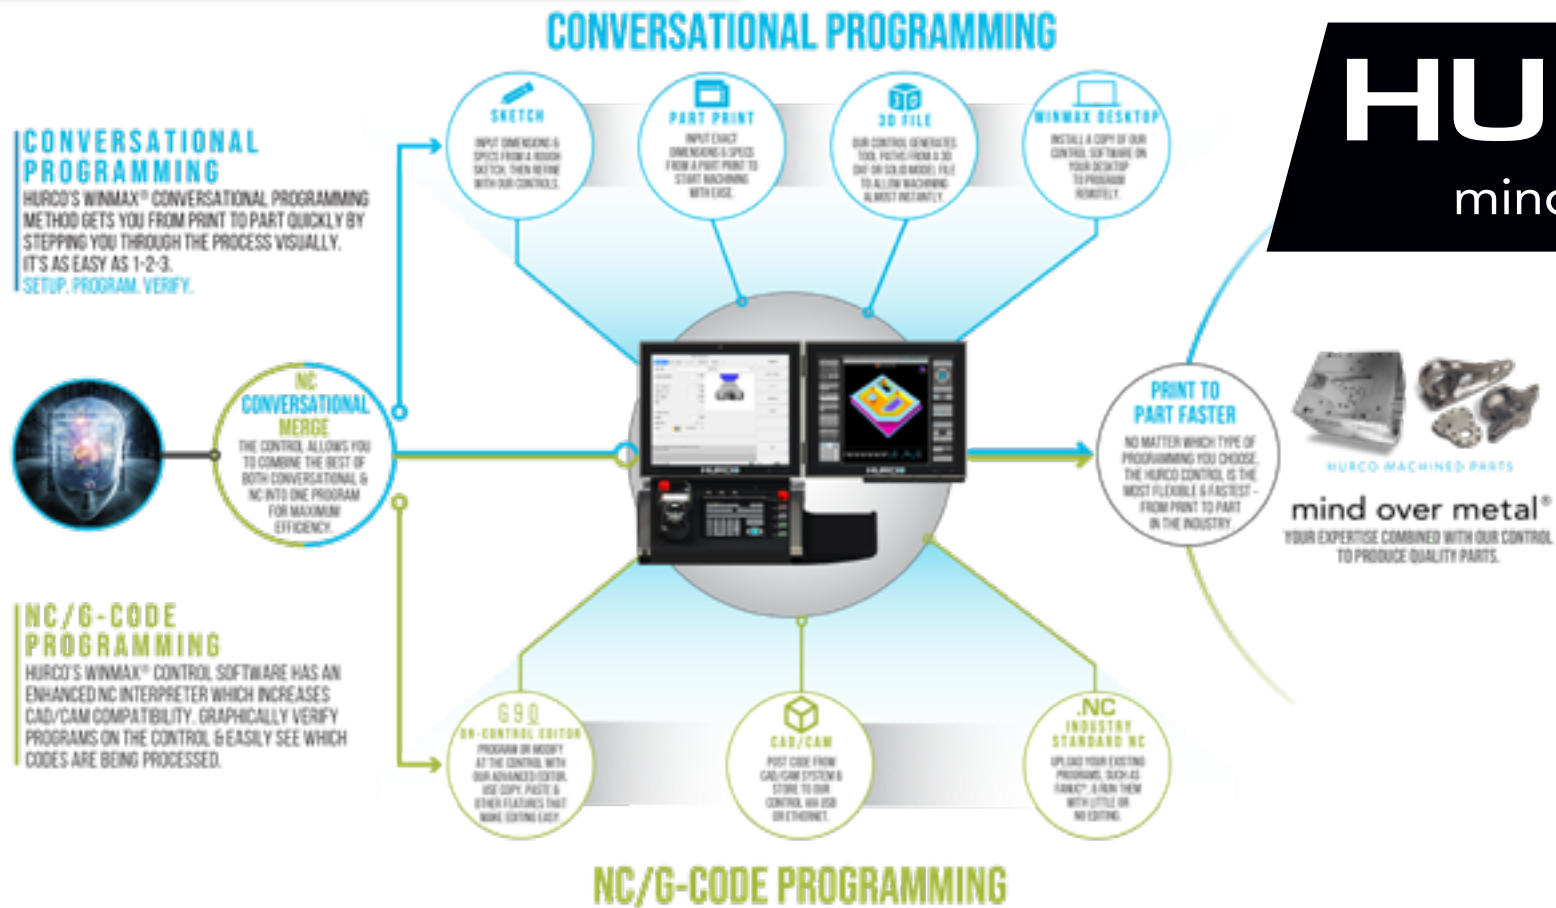 CONVERSATIONAL PROGRAMMING
HU
mind
CONVERSATIONAL
PROGRAMMING
HURCO'S WINMAX® CONVERSATIONAL PROGRAMMING
METHOD GETS YOU FROM PRINT TO PART QUICKLY BY
STEPPING YOU THROUGH THE PROCESS VISUALLY.
IT'S AS EASY AS 1-2-3.
SETUP. PROGRAM. VERIFY.
SKETCH
INPUT DIMENSIONS &
SPECS FROM A ROUGH
SKETCH, THEN REFINE
WITH OUR CONTROLS.
PART PRINT
INPUT EXACT
DIMENSIONS & SPECS
FROM A PART PRINT TO
START MACHINING
WITH EASE.
3D FILE
OUR CONTROL GENERATES
TOOL PATHS FROM A 3D
DXF OR SOLID MODEL FILE
TO ALLOW MACHINING
ALMOST INSTANTLY.
WINMAX DESKTOP
INSTALL A COPY OF OUR
CONTROL SOFTWARE ON
YOUR DESKTOP
TO PROGRAM
REMOTELY.
NC
CONVERSATIONAL
MERGE
THE CONTROL ALLOWS YOU
TO COMBINE THE BEST OF
BOTH CONVERSATIONAL &
NC INTO ONE PROGRAM
FOR MAXIMUM
EFFICIENCY.
HURCO
HURCO
PRINT TO
PART FASTER
NO MATTER WHICH TYPE OF
PROGRAMMING YOU CHOOSE,
THE HURCO CONTROL IS THE
MOST FLEXIBLE & FASTEST -
FROM PRINT TO PART
IN THE INDUSTRY
HURCO MACHINED PARTS
mind over metal®
YOUR EXPERTISE COMBINED WITH OUR CONTROL
TO PRODUCE QUALITY PARTS.
NC/G-CODE
PROGRAMMING
HURCO'S WINMAX® CONTROL SOFTWARE HAS AN
ENHANCED NC INTERPRETER WHICH INCREASES
CAD/CAM COMPATIBILITY. GRAPHICALLY VERIFY
PROGRAMS ON THE CONTROL & EASILY SEE WHICH
CODES ARE BEING PROCESSED.
G90
ON-CONTROL EDITOR
PROGRAM OR MODIFY
AT THE CONTROL WITH
OUR ADVANCED EDITOR.
USE COPY, PASTE &
OTHER FEATURES THAT
MAKE EDITING EASY.
CAD/CAM
POST CODE FROM
CAD/CAM SYSTEM &
STORE TO OUR
CONTROL VIA USB
OR ETHERNET.
.NC
INDUSTRY
STANDARD NC
UPLOAD YOUR EXISTING
PROGRAMS, SUCH AS
FANUC®, & RUN THEM
WITH LITTLE OR
NO EDITING.
NC/G-CODE PROGRAMMING